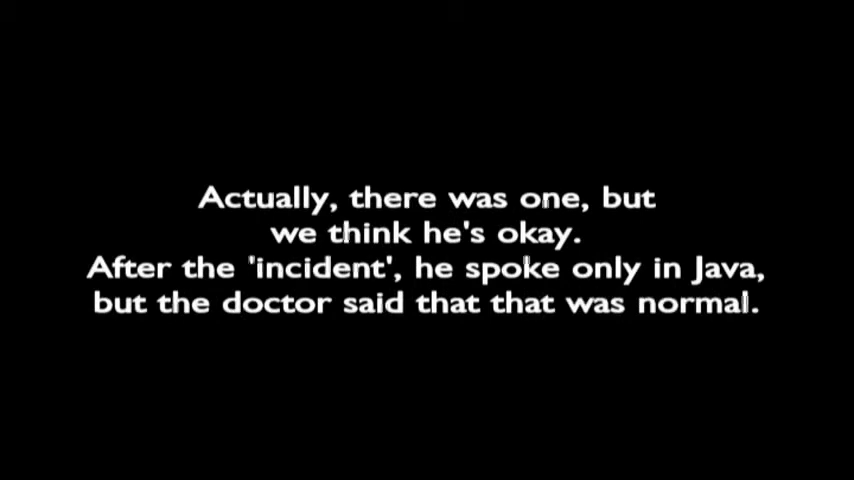 Actually, there was one, but
we think he's okay.
After the 'incident', he spoke only in Java,
but the doctor said that that was normal.